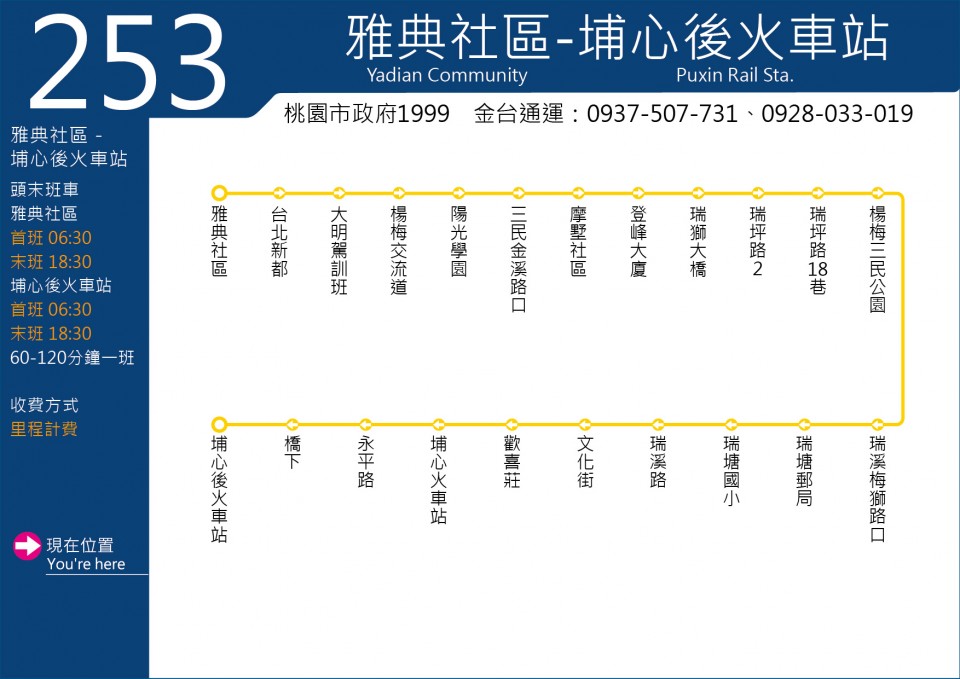 253
雅典社區-埔心後火車站
Yadian Community
Puxin Rail Sta.
桃園市政府1999 金台通運：0937-507-731、0928-033-019
雅典社區 -
埔心後火車站
頭末班車
雅典社區
首班 06:30
末班 18:30
埔心後火車站
首班 06:30
末班 18:30
60-120分鐘一班
收費方式
里程計費
現在位置
You're here
雅典社區
台北新都
大明駕訓班
楊梅交流道
陽光學園
三民金溪路口
摩墅社區
登峰大廈
瑞獅大橋
瑞坪路2
瑞坪路18巷
楊梅三民公園
埔心後火車站
橋下
永平路
埔心火車站
歡喜莊
文化街
瑞溪路
瑞塘國小
瑞塘郵局
瑞溪梅獅路口